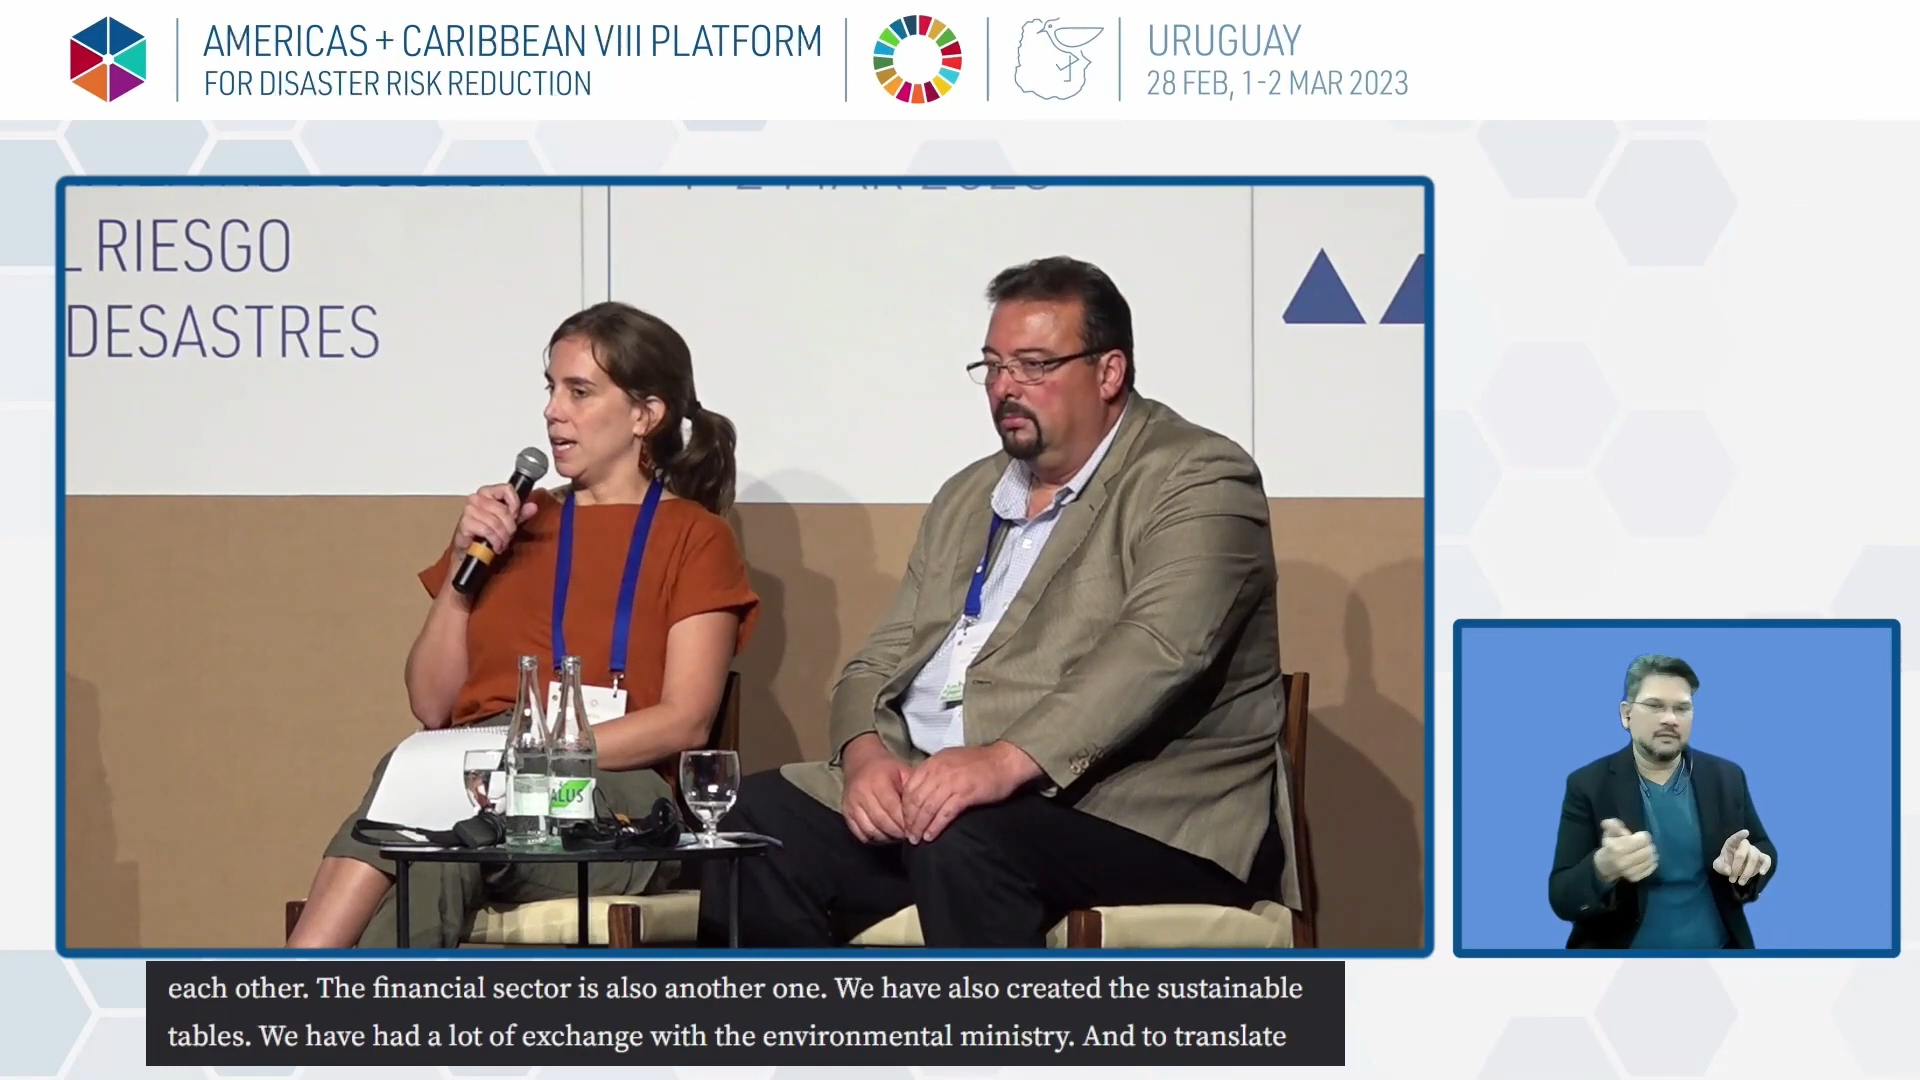 AMERICAS + CARIBBEAN VIII PLATFORM
FOR DISASTER RISK REDUCTION
URUGUAY
28 FEB, 1-2 MAR 2023
L RIESGO
DESASTRES
ALUS
each other. The financial sector is also another one. We have also created the sustainable
tables. We have had a lot of exchange with the environmental ministry. And to translate